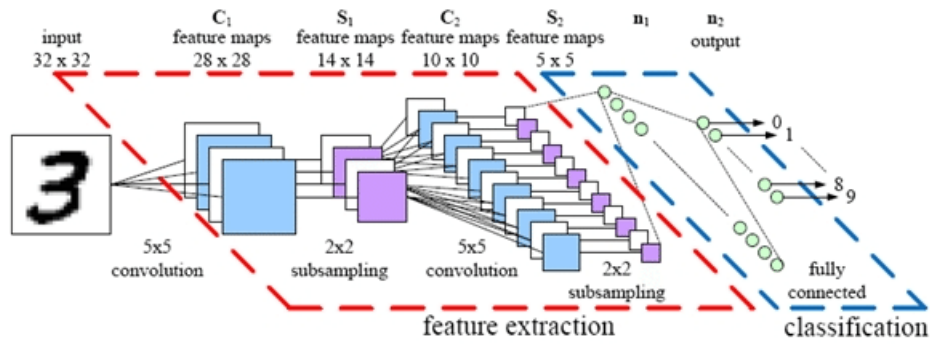 input
32 x 32
C₁
feature maps
28 x 28
S₁
feature maps
14 x 14
C₂
feature maps
10 x 10
S₂
feature maps
5 x 5
n₁
n₂
output
3
0
1
8
9
5x5
convolution
2x2
subsampling
5x5
convolution
2x2
subsampling
fully
connected
feature extraction
classification